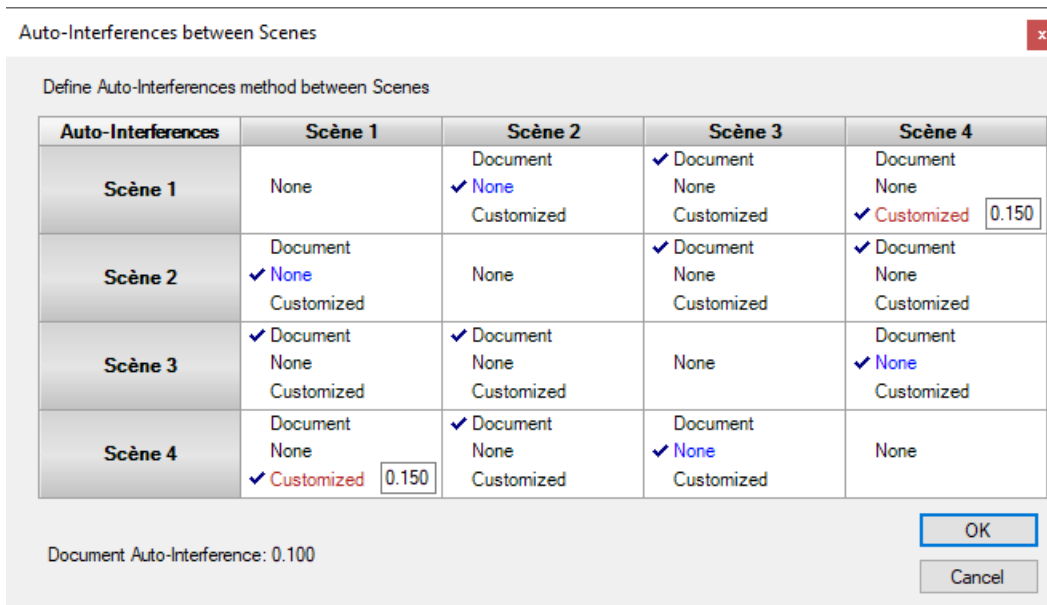 Auto-Interferences between Scenes
x
Define Auto-Interferences method between Scenes
Auto-Interferences Scène 1 Scène 2 Scène 3 Scène 4
Document Document Document
Scène 1 None None None None
Customized Customized Customized 0.150
Document Document Document
Scène 2 None None None None
Customized Customized Customized
Document Document Document
Scène 3 None None None None
Customized Customized Customized
Document Document Document
Scène 4 None None None None
Customized 0.150 Customized Customized
OK
Document Auto-Interference: 0.100
Cancel